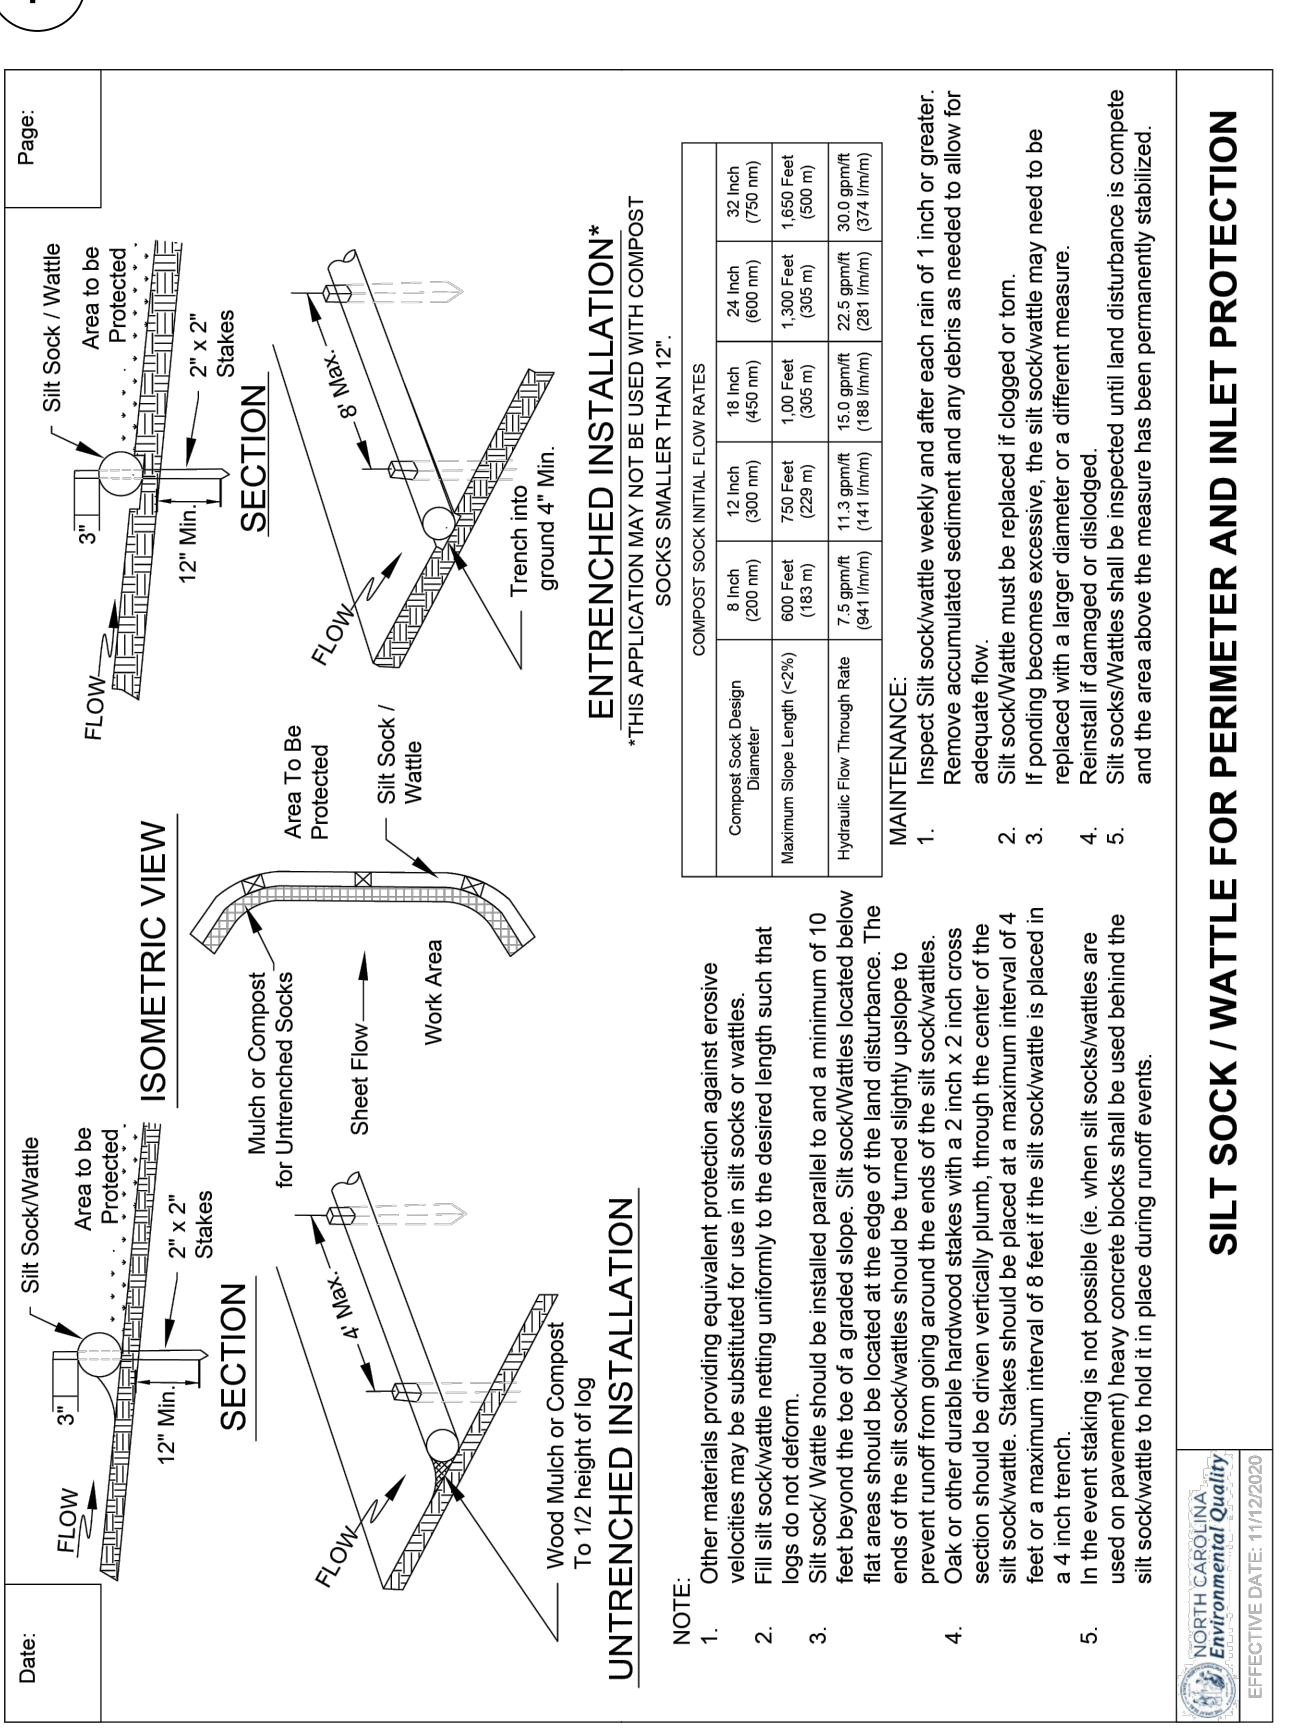 Date:
Page:
FLOW
3"
12" Min.
Silt Sock/Wattle
Area to be
Protected
2" x 2"
Stakes
SECTION
ISOMETRIC VIEW
Mulch or Compost
for Untrenched Socks
Sheet Flow
Work Area
Area To Be
Protected
Silt Sock /
Wattle
FLOW
3"
12" Min.
Silt Sock / Wattle
Area to be
Protected
2" x 2"
Stakes
SECTION
FLOW
4' Max.
Wood Mulch or Compost
To 1/2 height of log
UNTRENCHED INSTALLATION
FLOW
8' Max.
Trench into
ground 4" Min.
ENTRENCHED INSTALLATION*
*THIS APPLICATION MAY NOT BE USED WITH COMPOST
SOCKS SMALLER THAN 12".
NOTE:
1. Other materials providing equivalent protection against erosive
velocities may be substituted for use in silt socks or wattles.
2. Fill silt sock/wattle netting uniformly to the desired length such that
logs do not deform.
3. Silt sock/ Wattle should be installed parallel to and a minimum of 10
feet beyond the toe of a graded slope. Silt sock/Wattles located below
flat areas should be located at the edge of the land disturbance. The
ends of the silt sock/wattles should be turned slightly upslope to
prevent runoff from going around the ends of the silt sock/wattles.
4. Oak or other durable hardwood stakes with a 2 inch x 2 inch cross
section should be driven vertically plumb, through the center of the
silt sock/wattle. Stakes should be placed at a maximum interval of 4
feet or a maximum interval of 8 feet if the silt sock/wattle is placed in
a 4 inch trench.
5. In the event staking is not possible (ie. when silt socks/wattles are
used on pavement) heavy concrete blocks shall be used behind the
silt sock/wattle to hold it in place during runoff events.
COMPOST SOCK INITIAL FLOW RATES
Compost Sock Design
Diameter
8 Inch
(200 nm)
12 Inch
(300 nm)
18 Inch
(450 nm)
24 Inch
(600 nm)
32 Inch
(750 nm)
Maximum Slope Length (<2%)
600 Feet
(183 m)
750 Feet
(229 m)
1,00 Feet
(305 m)
1,300 Feet
(305 m)
1,650 Feet
(500 m)
Hydraulic Flow Through Rate
7.5 gpm/ft
(941 l/m/m)
11.3 gpm/ft
(141 l/m/m)
15.0 gpm/ft
(188 l/m/m)
22.5 gpm/ft
(281 l/m/m)
30.0 gpm/ft
(374 l/m/m)
MAINTENANCE:
1. Inspect Silt sock/wattle weekly and after each rain of 1 inch or greater.
Remove accumulated sediment and any debris as needed to allow for
adequate flow.
2. Silt sock/Wattle must be replaced if clogged or torn.
3. If ponding becomes excessive, the silt sock/wattle may need to be
replaced with a larger diameter or a different measure.
4. Reinstall if damaged or dislodged.
5. Silt socks/Wattles shall be inspected until land disturbance is compete
and the area above the measure has been permanently stabilized.
NORTH CAROLINA
Environmental Quality
EFFECTIVE DATE: 11/12/2020
SILT SOCK / WATTLE FOR PERIMETER AND INLET PROTECTION